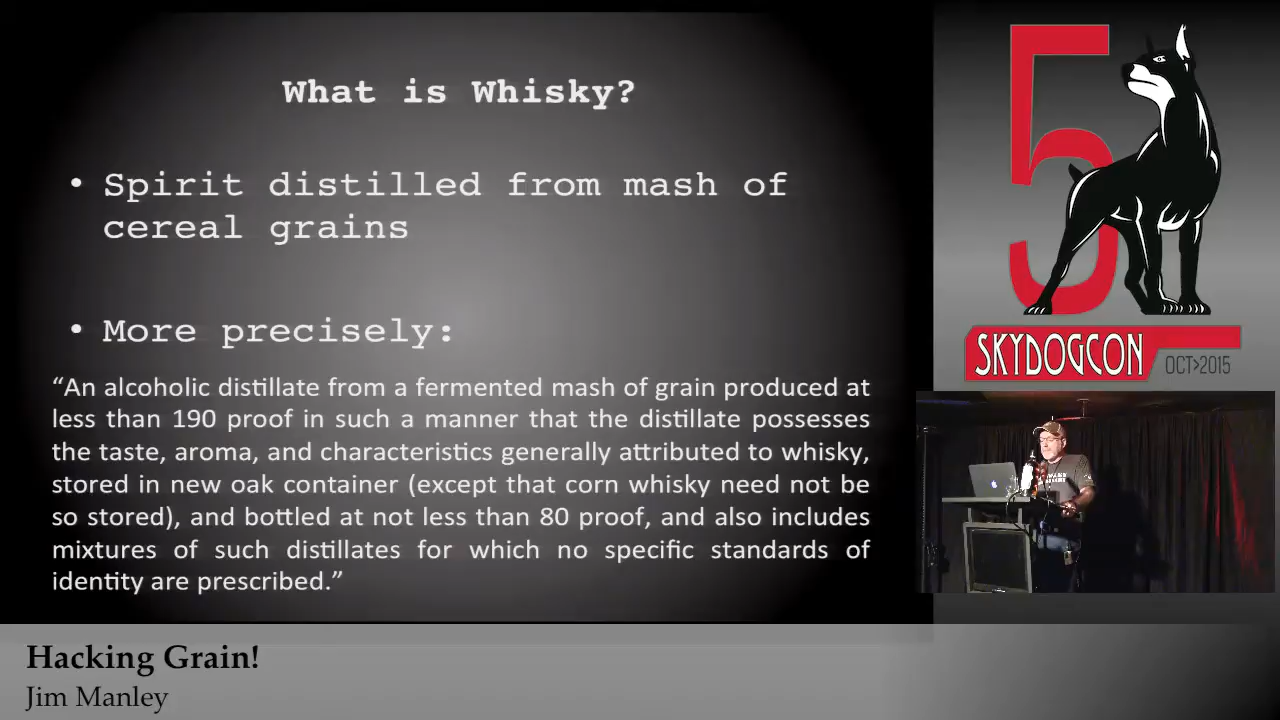 What is Whisky?
• Spirit distilled from mash of
cereal grains
• More precisely:
“An alcoholic distillate from a fermented mash of grain produced at
less than 190 proof in such a manner that the distillate possesses
the taste, aroma, and characteristics generally attributed to whisky,
stored in new oak container (except that corn whisky need not be
so stored), and bottled at not less than 80 proof, and also includes
mixtures of such distillates for which no specific standards of
identity are prescribed.”
5
SKYDOGCON
OCT>2015
Hacking Grain!
Jim Manley